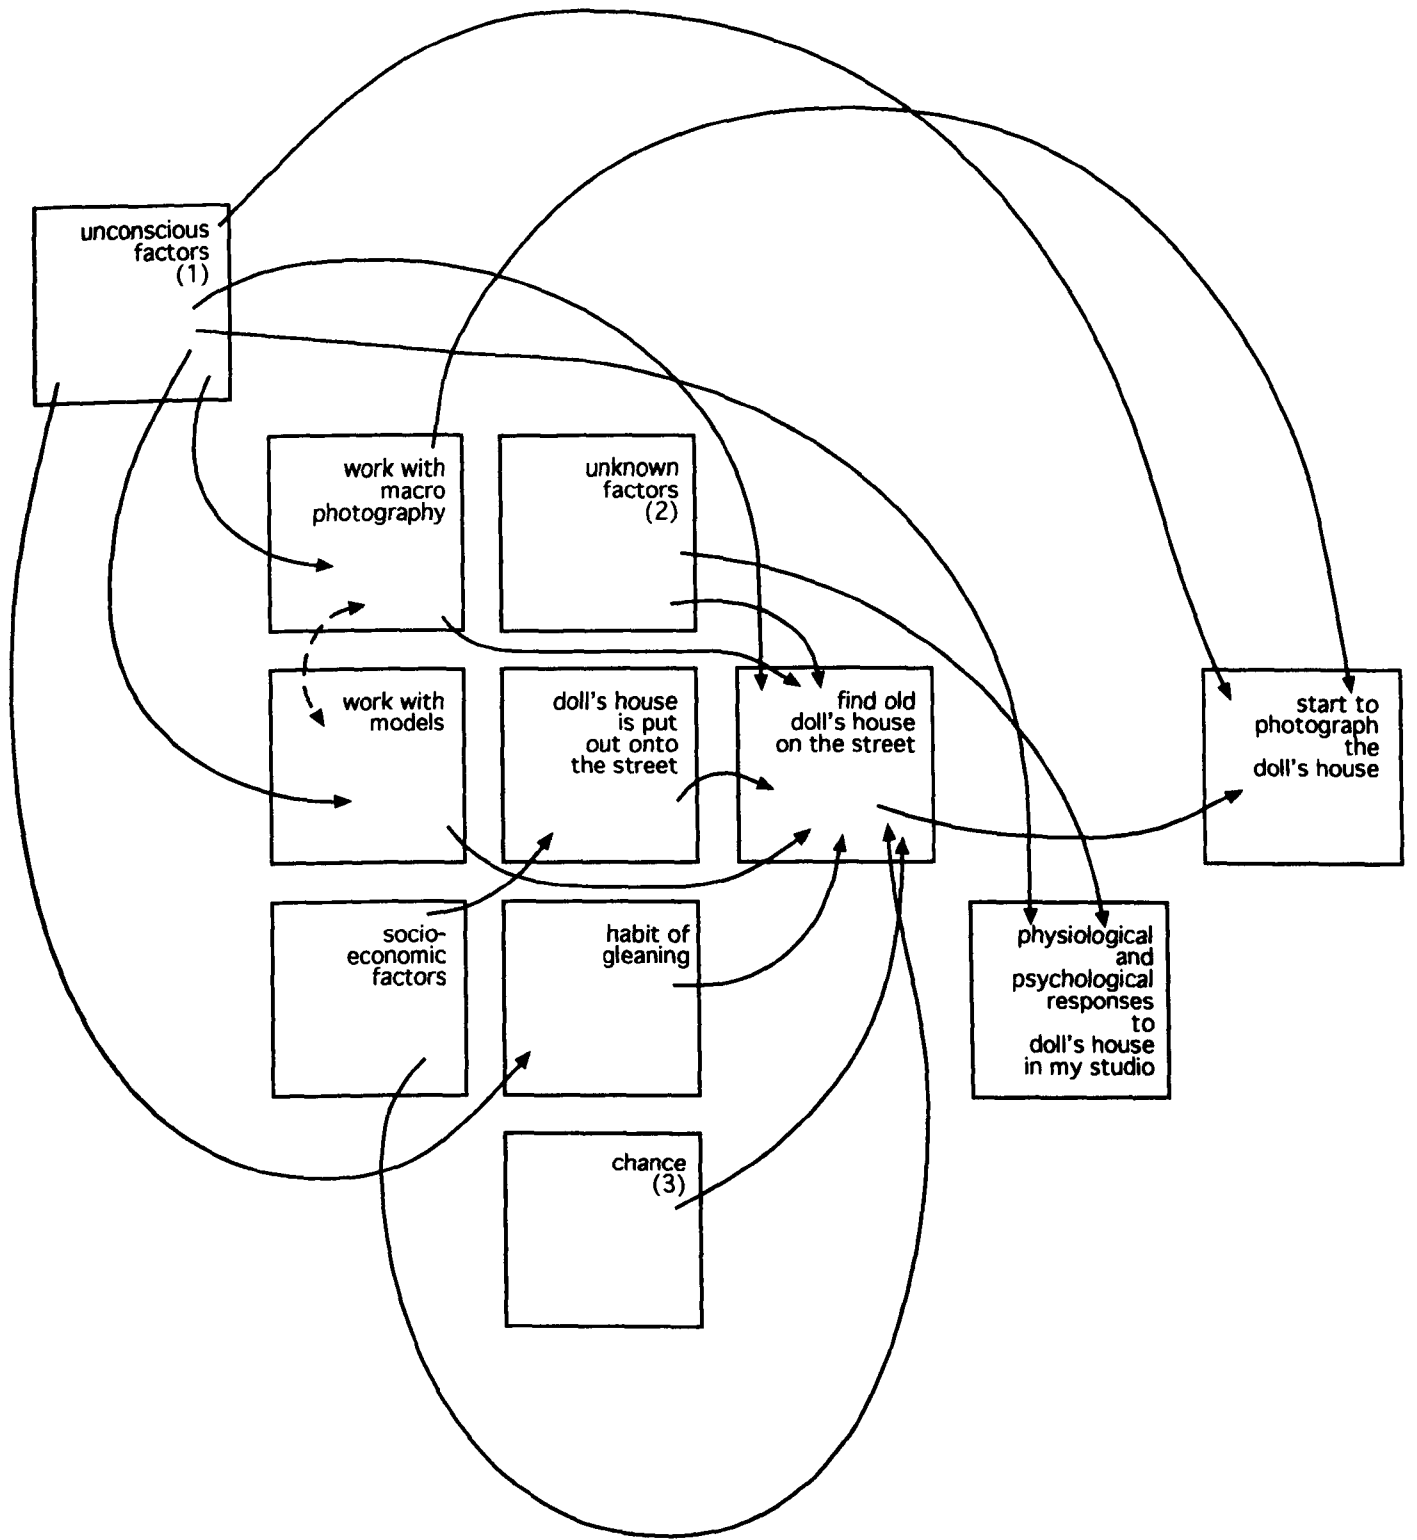 unconscious
factors
(1)
work with
macro
photography
unknown
factors
(2)
work with
models
doll's house
is put
out onto
the street
find old
doll's house
on the street
start to
photograph
the
doll's house
socio-
economic
factors
habit of
gleaning
physiological
and
psychological
responses
to
doll's house
in my studio
chance
(3)